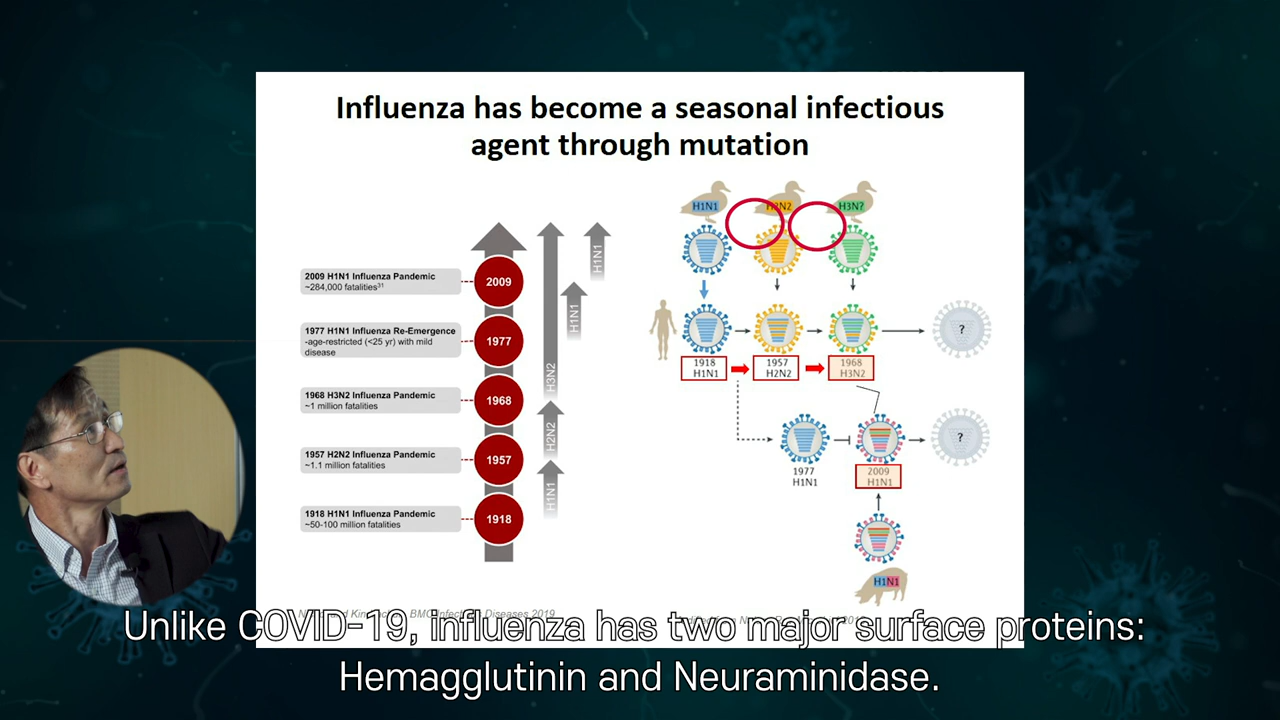 Influenza has become a seasonal infectious
agent through mutation
2009 H1N1 Influenza Pandemic
~284,000 fatalities³¹
1977 H1N1 Influenza Re-Emergence
-age-restricted (<25 yr) with mild
disease
1968 H3N2 Influenza Pandemic
~1 million fatalities
1957 H2N2 Influenza Pandemic
~1.1 million fatalities
1918 H1N1 Influenza Pandemic
~50-100 million fatalities
2009
1977
1968
1957
1918
H1N1
H1N1
H3N2
H2N2
H1N1
H1N1
H2N2
H3N?
?
1918
H1N1
1957
H2N2
1968
H3N2
?
1977
H1N1
2009
H1N1
H1N1
BMC Infect Diseases 2019
Unlike COVID-19, influenza has two major surface proteins:
Hemagglutinin and Neuraminidase.